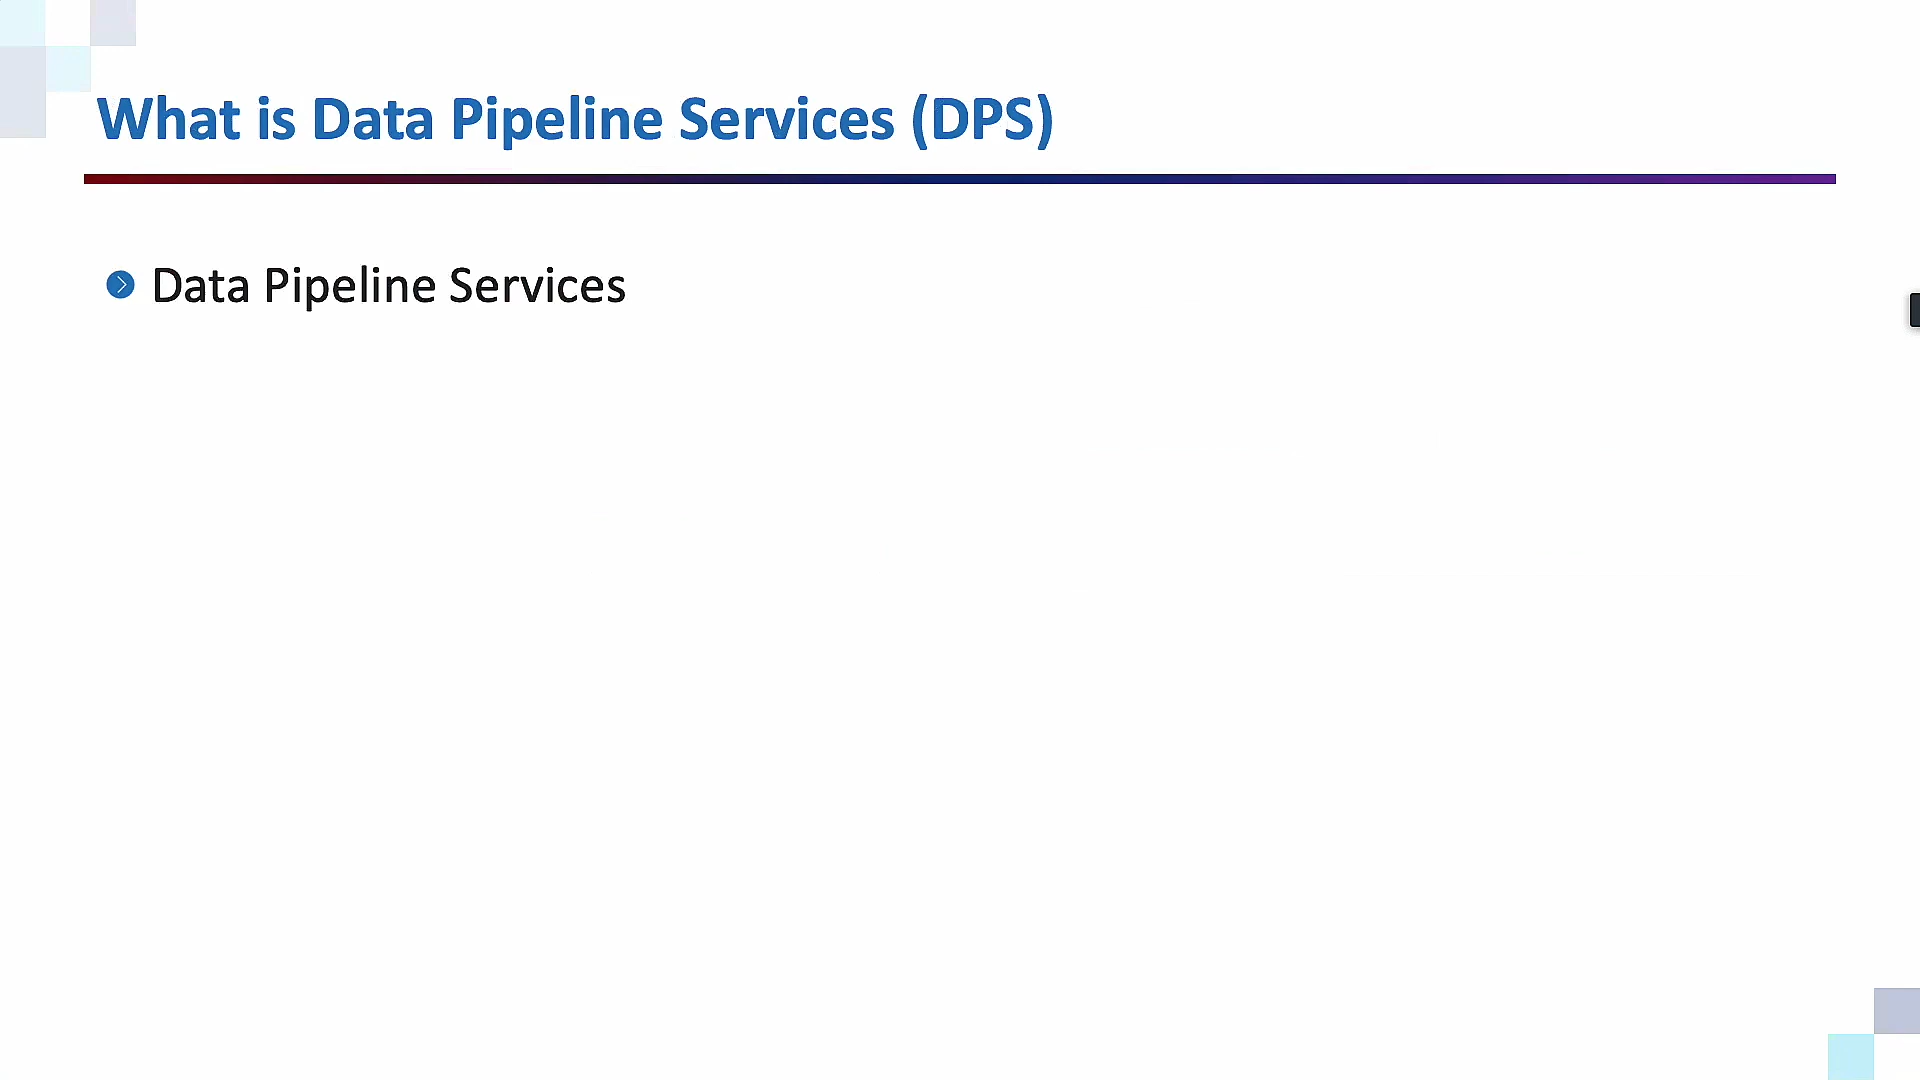 What is Data Pipeline Services (DPS)
Data Pipeline Services